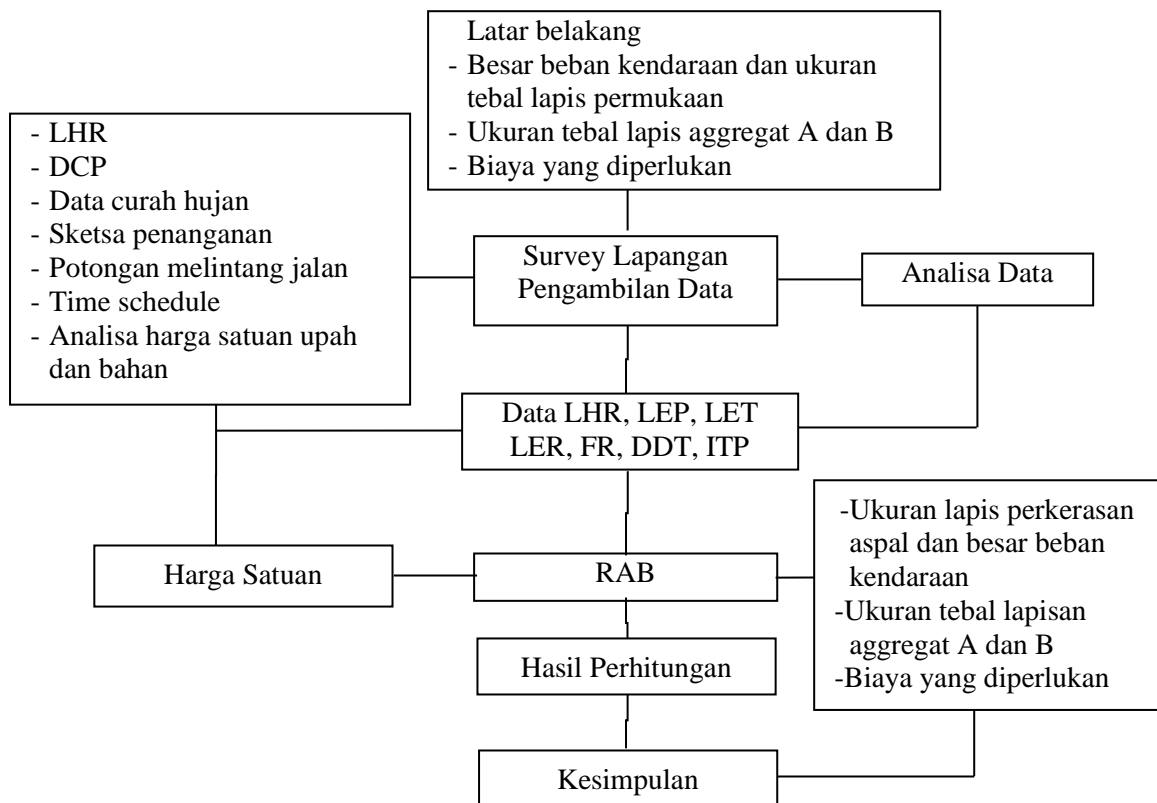 Latar belakang
- Besar beban kendaraan dan ukuran
tebal lapis permukaan
- Ukuran tebal lapis aggregat A dan B
- Biaya yang diperlukan
- LHR
- DCP
- Data curah hujan
- Sketsa penanganan
- Potongan melintang jalan
- Time schedule
- Analisa harga satuan upah
dan bahan
Survey Lapangan
Pengambilan Data
Analisa Data
Data LHR, LEP, LET
LER, FR, DDT, ITP
Harga Satuan
RAB
-Ukuran lapis perkerasan
aspal dan besar beban
kendaraan
-Ukuran tebal lapisan
aggregat A dan B
-Biaya yang diperlukan
Hasil Perhitungan
Kesimpulan